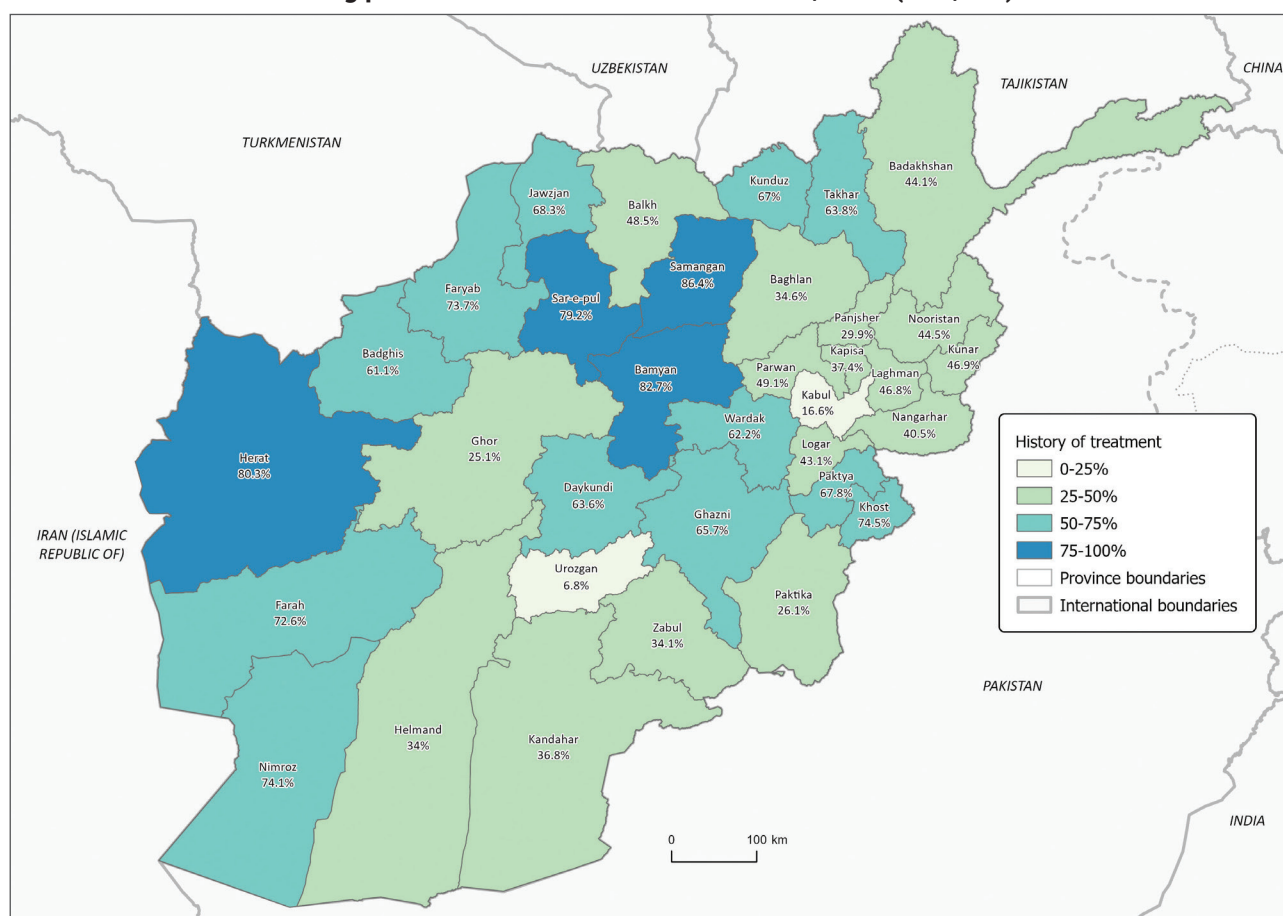 UZBEKISTAN
CHINA
TAJIKISTAN
TURKMENISTAN
Badakhshan
44.1%
Kunduz
67%
Takhar
63.8%
Jawzjan
68.3%
Balkh
48.5%
Samangan
86.4%
Baghlan
34.6%
Faryab
73.7%
Sar-e-pul
79.2%
Panjsher
29.9%
Nooristan
44.5%
Badghis
61.1%
Kapisa
37.4%
Kunar
46.9%
Bamyan
82.7%
Parwan
49.1%
Laghman
46.8%
Kabul
16.6%
Nangarhar
40.5%
Wardak
62.2%
Herat
80.3%
Ghor
25.1%
Logar
43.1%
Paktya
67.8%
Daykundi
63.6%
Ghazni
65.7%
Khost
74.5%
IRAN (ISLAMIC
REPUBLIC OF)
Urozgan
6.8%
Farah
72.6%
Paktika
26.1%
Zabul
34.1%
Helmand
34%
Kandahar
36.8%
Nimroz
74.1%
PAKISTAN
INDIA
History of treatment
0-25%
25-50%
50-75%
75-100%
Province boundaries
International boundaries
0 100 km